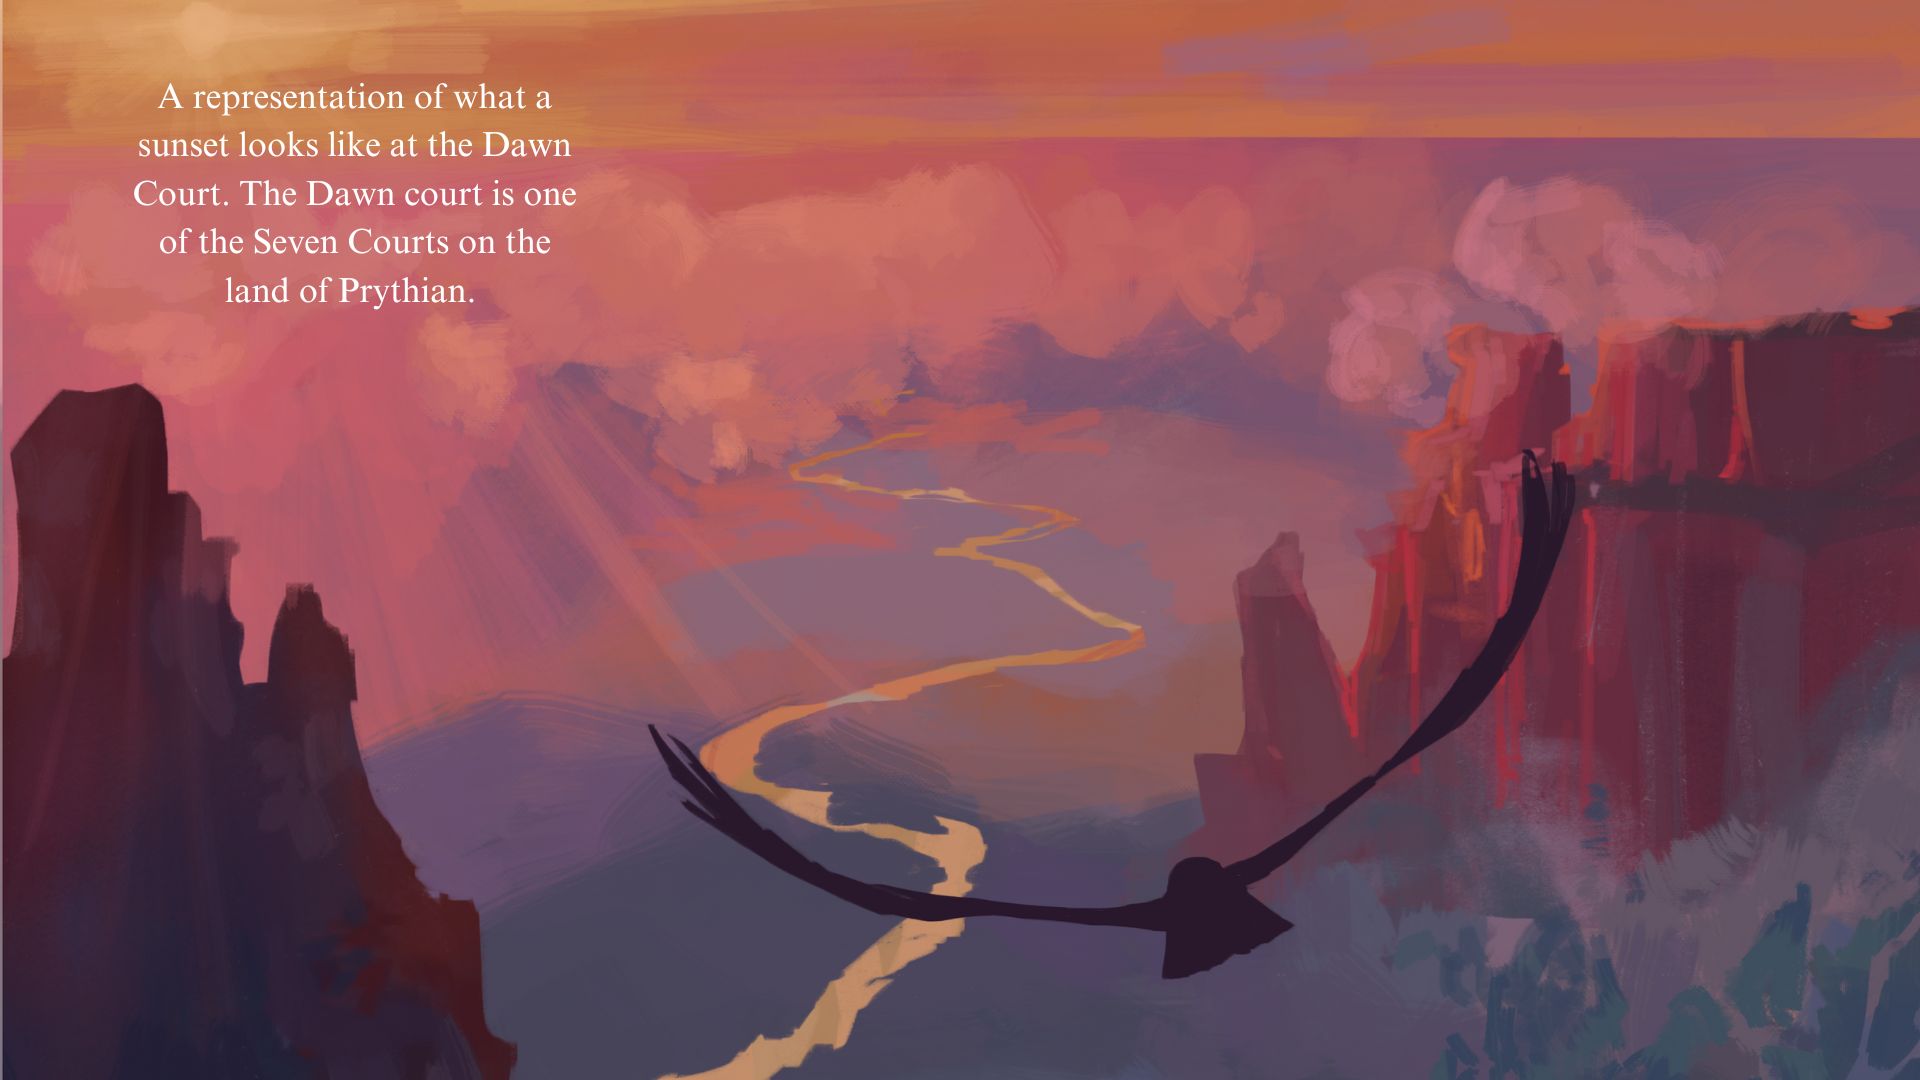 A representation of what a
sunset looks like at the Dawn
Court. The Dawn court is one
of the Seven Courts on the
land of Prythian.